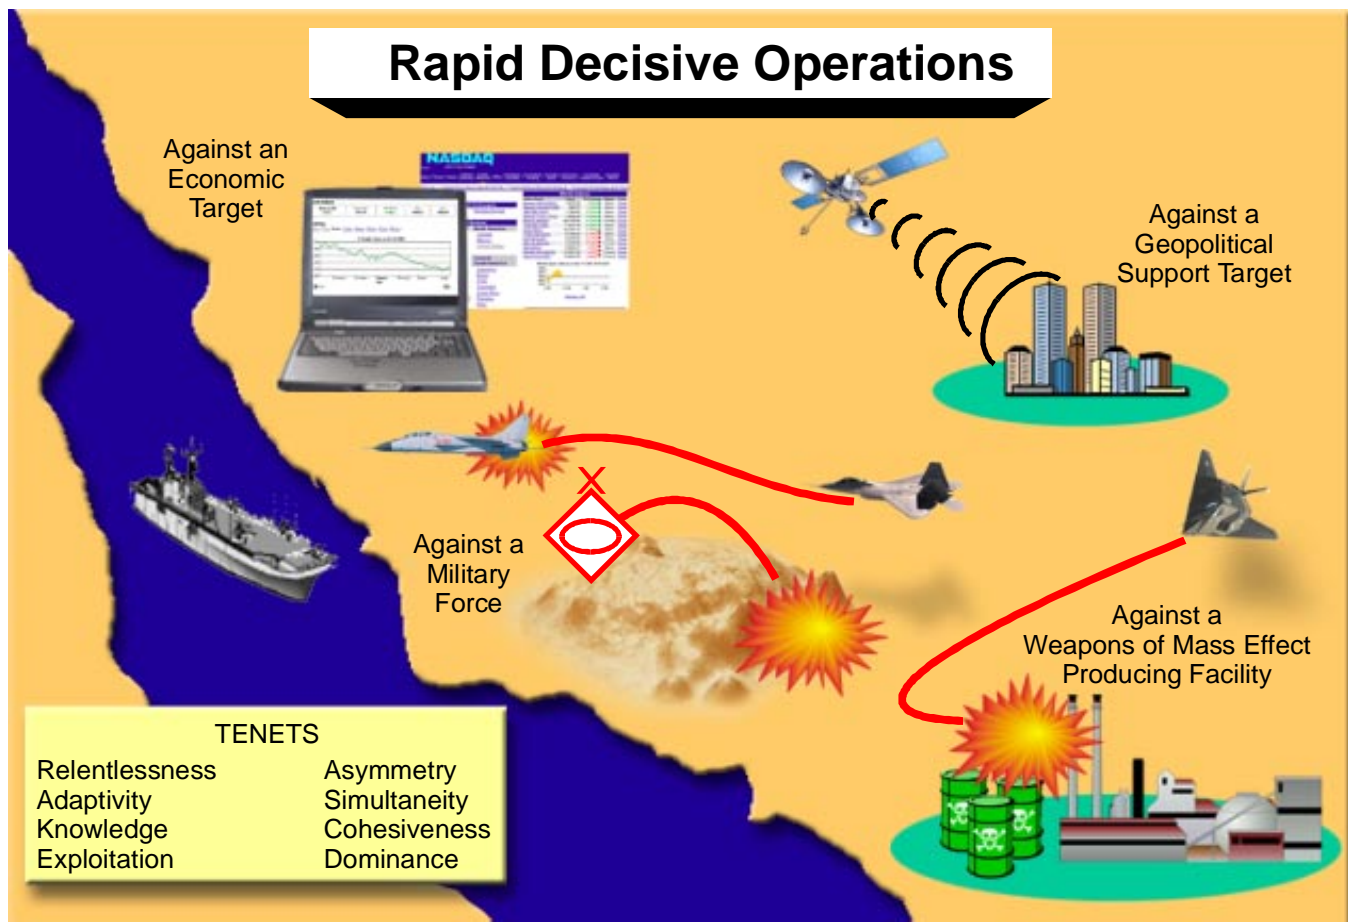 Rapid Decisive Operations
Against an
Economic
Target
NASDAQ
Against a
Geopolitical
Support Target
X
Against a
Military
Force
Against a
Weapons of Mass Effect
Producing Facility
TENETS
Relentlessness
Adaptivity
Knowledge
Exploitation
Asymmetry
Simultaneity
Cohesiveness
Dominance